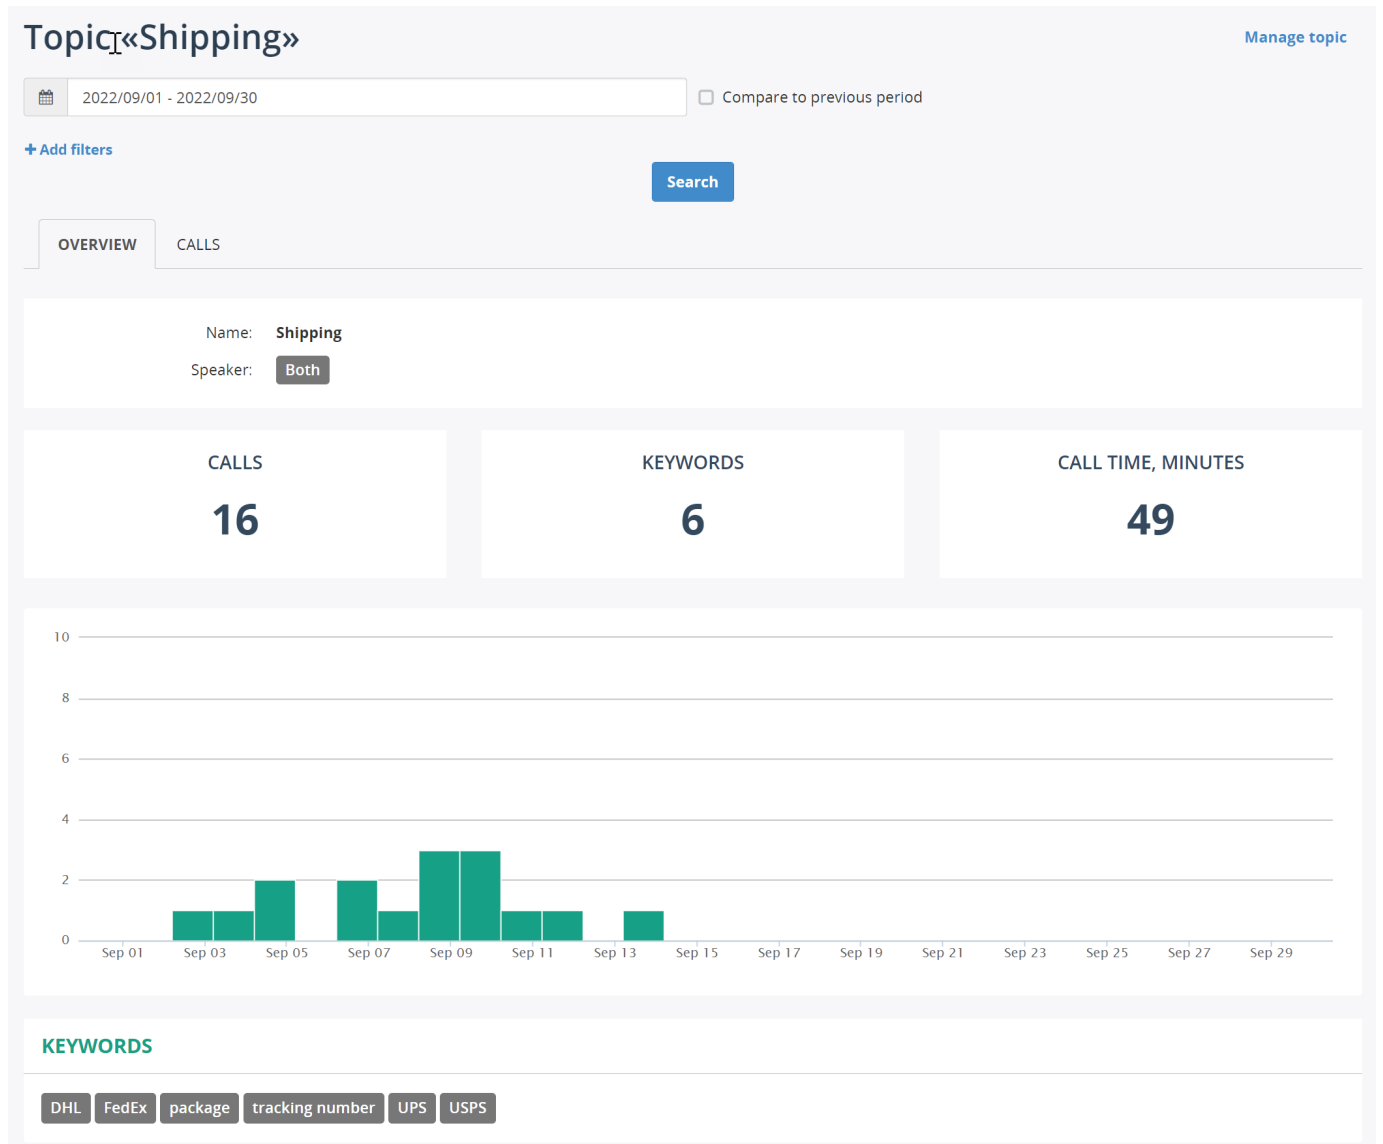 Topic «Shipping»
Manage topic
2022/09/01 - 2022/09/30
Compare to previous period
Add filters
Search
OVERVIEW CALLS
Name: Shipping
Speaker: Both
CALLS
16
KEYWORDS
6
CALL TIME, MINUTES
49
10
8
6
4
2
0
Sep 01 Sep 03 Sep 05 Sep 07 Sep 09 Sep 11 Sep 13 Sep 15 Sep 17 Sep 19 Sep 21 Sep 23 Sep 25 Sep 27 Sep 29
KEYWORDS
DHL FedEx package tracking number UPS USPS